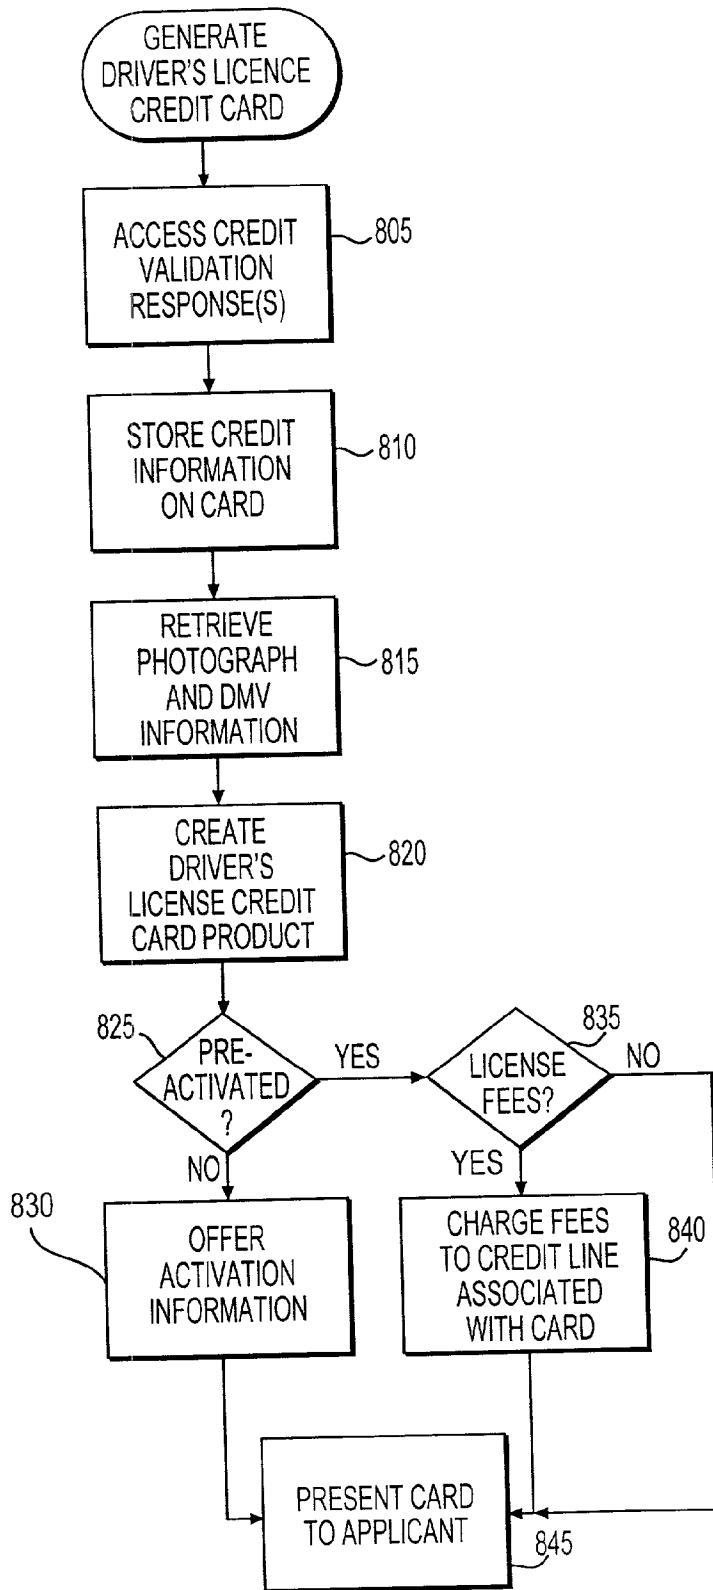 GENERATE
DRIVER'S LICENCE
CREDIT CARD
ACCESS CREDIT
VALIDATION
RESPONSE(S)
805
STORE CREDIT
INFORMATION
ON CARD
810
RETRIEVE
PHOTOGRAPH
AND DMV
INFORMATION
815
CREATE
DRIVER'S
LICENSE CREDIT
CARD PRODUCT
820
825
PRE-
ACTIVATED
?
YES
NO
835
LICENSE
FEES?
NO
YES
830
OFFER
ACTIVATION
INFORMATION
CHARGE FEES
TO CREDIT LINE
ASSOCIATED
WITH CARD
840
PRESENT CARD
TO APPLICANT
845